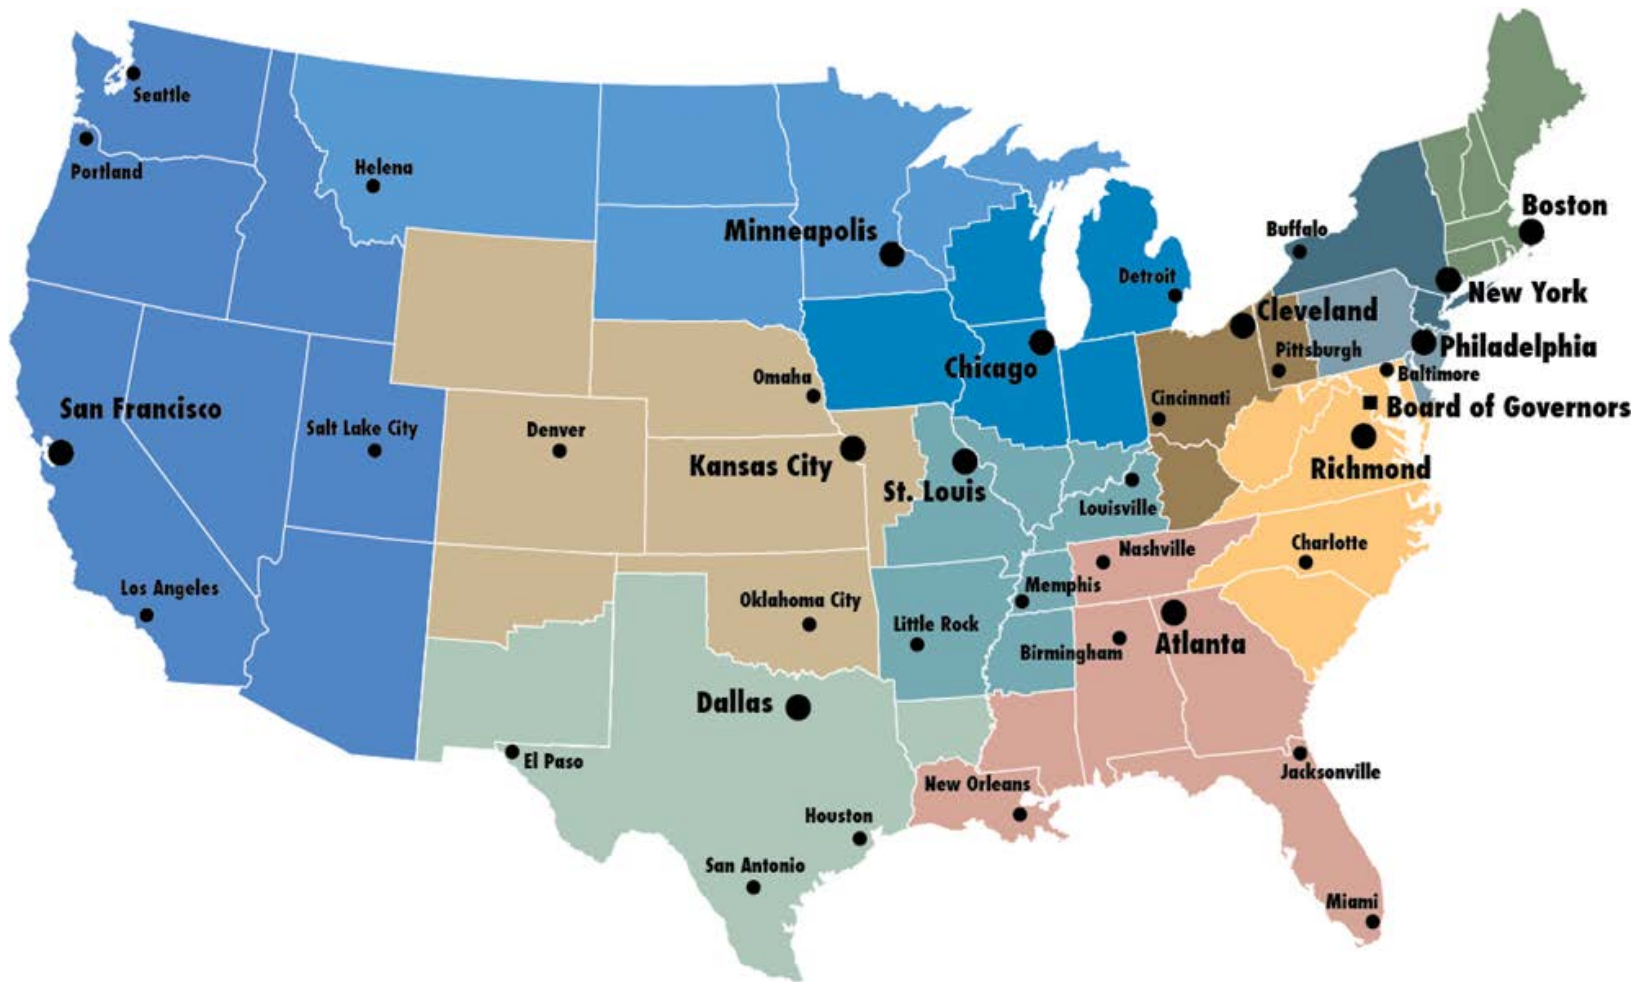 Seattle
Portland
Helena
Minneapolis
Boston
Buffalo
Detroit
New York
Cleveland
Philadelphia
Pittsburgh
Chicago
Baltimore
Omaha
Cincinnati
Board of Governors
San Francisco
Salt Lake City
Denver
Kansas City
Richmond
St. Louis
Louisville
Charlotte
Nashville
Los Angeles
Memphis
Oklahoma City
Little Rock
Birmingham
Atlanta
Dallas
El Paso
Jacksonville
New Orleans
Houston
San Antonio
Miami